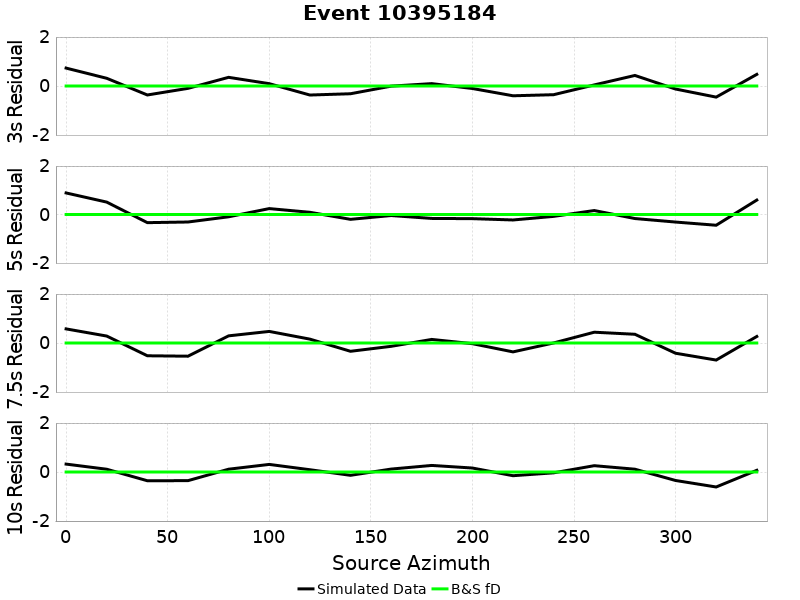 Event 10395184
3s Residual
2
0
-2
5s Residual
2
0
-2
7.5s Residual
2
0
-2
10s Residual
2
0
-2
0 50 100 150 200 250 300
Source Azimuth
Simulated Data B&S fD